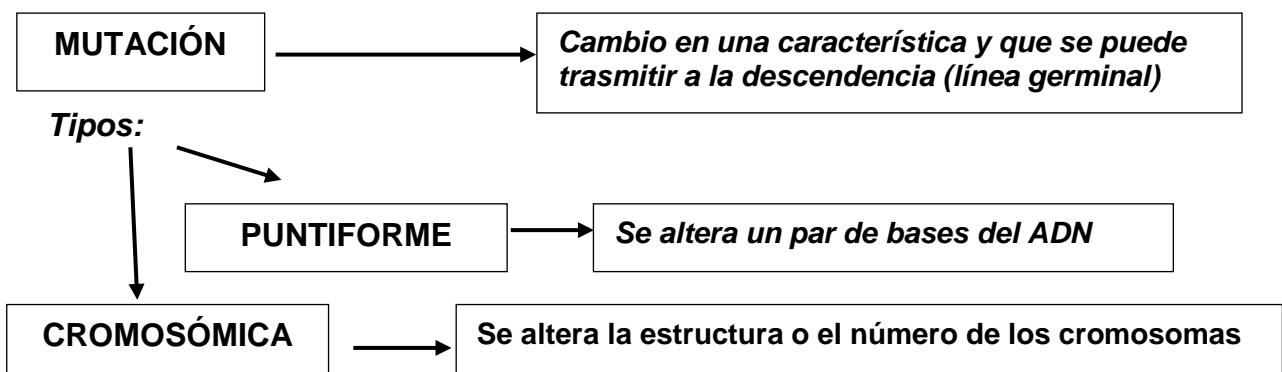 MUTACIÓN
Cambio en una característica y que se puede
trasmitir a la descendencia (línea germinal)
Tipos:
PUNTIFORME
Se altera un par de bases del ADN
CROMOSÓMICA
Se altera la estructura o el número de los cromosomas